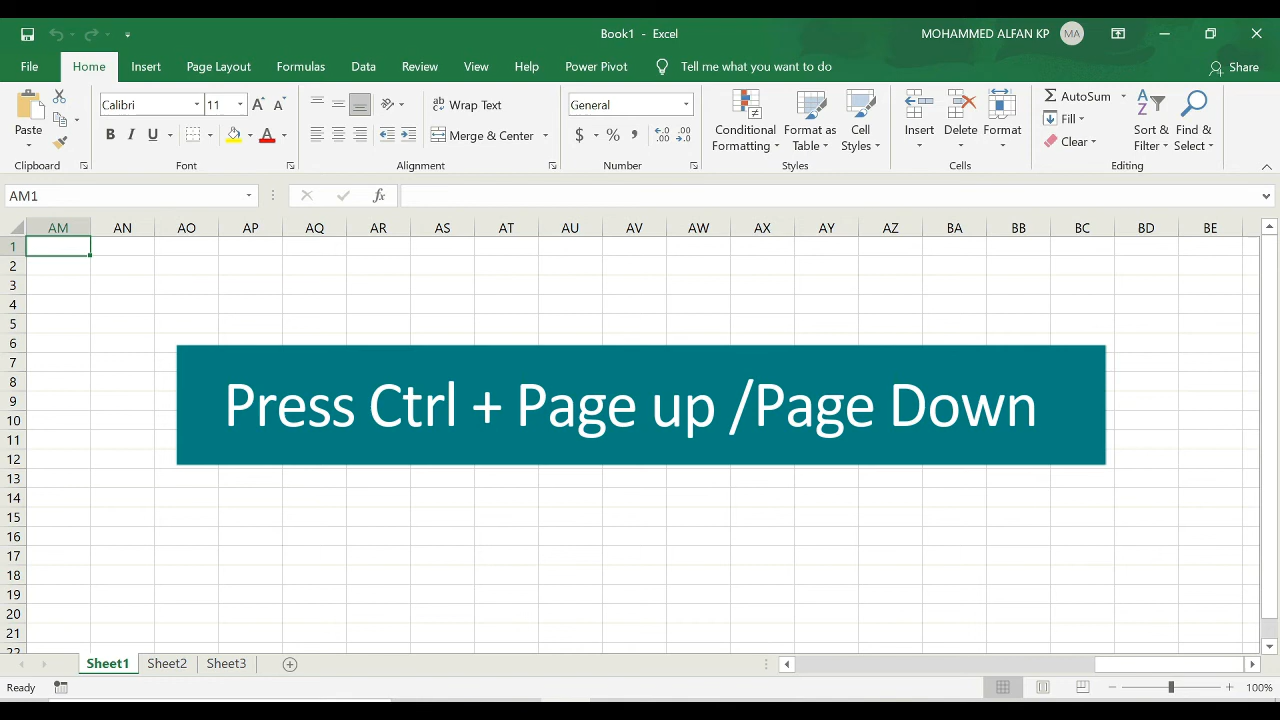 Book1 - Excel
MOHAMMED ALFAN KP
MA
File Home Insert Page Layout Formulas Data Review View Help Power Pivot Tell me what you want to do Share
Paste
Calibri 11
B I U A
Wrap Text
Merge & Center
General
$ % ,
Conditional Formatting
Format as Table
Cell Styles
Insert
Delete
Format
AutoSum
Fill
Clear
Sort & Filter
Find & Select
Clipboard Font Alignment Number Styles Cells Editing
AM1 fx
AM AN AO AP AQ AR AS AT AU AV AW AX AY AZ BA BB BC BD BE
1
2
3
4
5
6
7
8
9
10
11
12
13
14
15
16
17
18
19
20
21
22
Press Ctrl + Page up /Page Down
Sheet1 Sheet2 Sheet3
Ready 100%